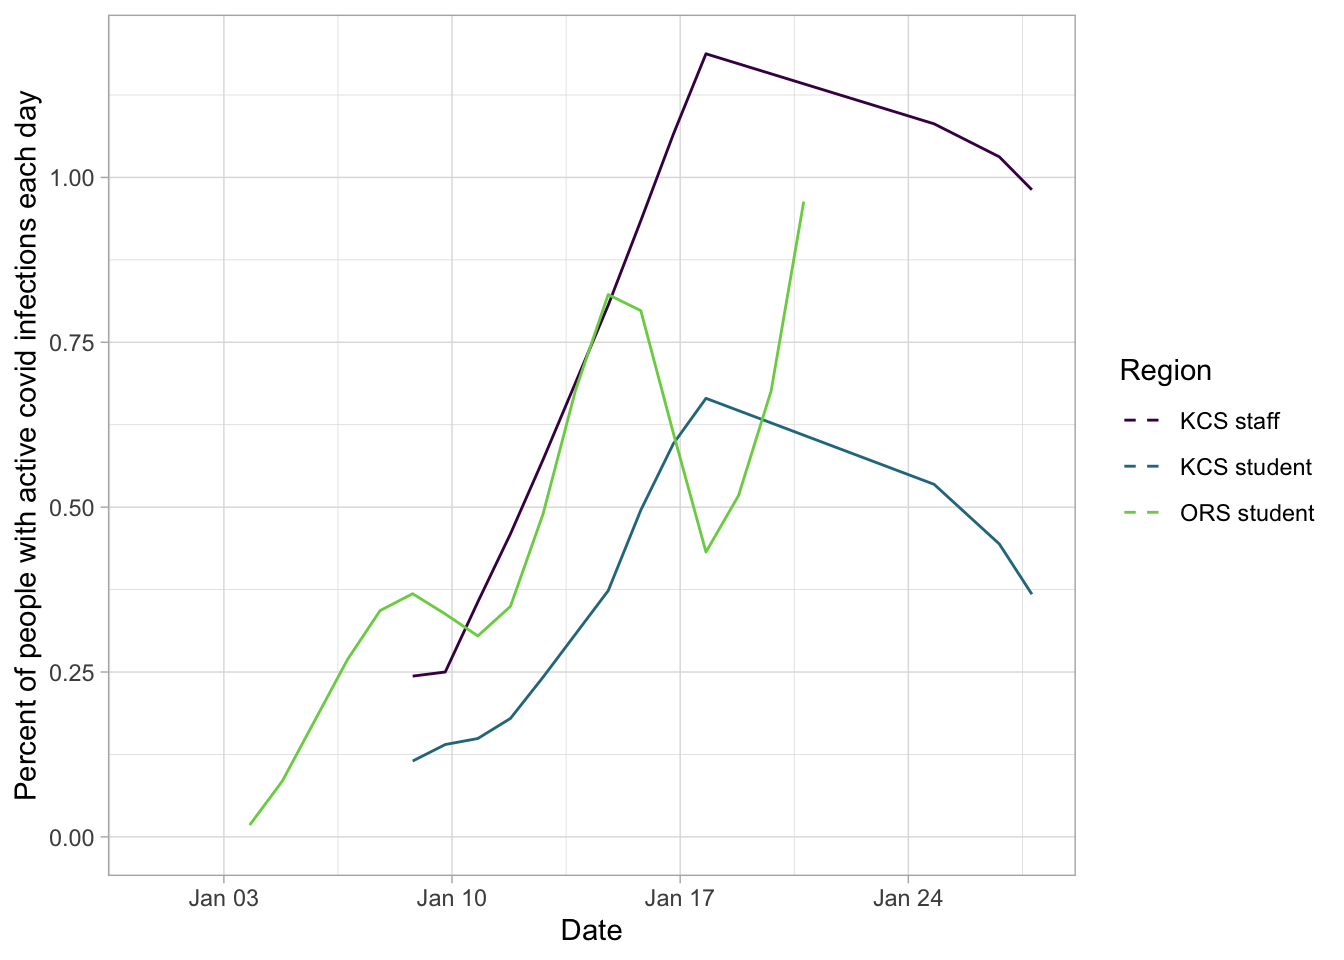 Percent of people with active covid infections each day
1.00
0.75
0.50
0.25
0.00
Jan 03
Jan 10
Jan 17
Jan 24
Date
Region
KCS staff
KCS student
ORS student